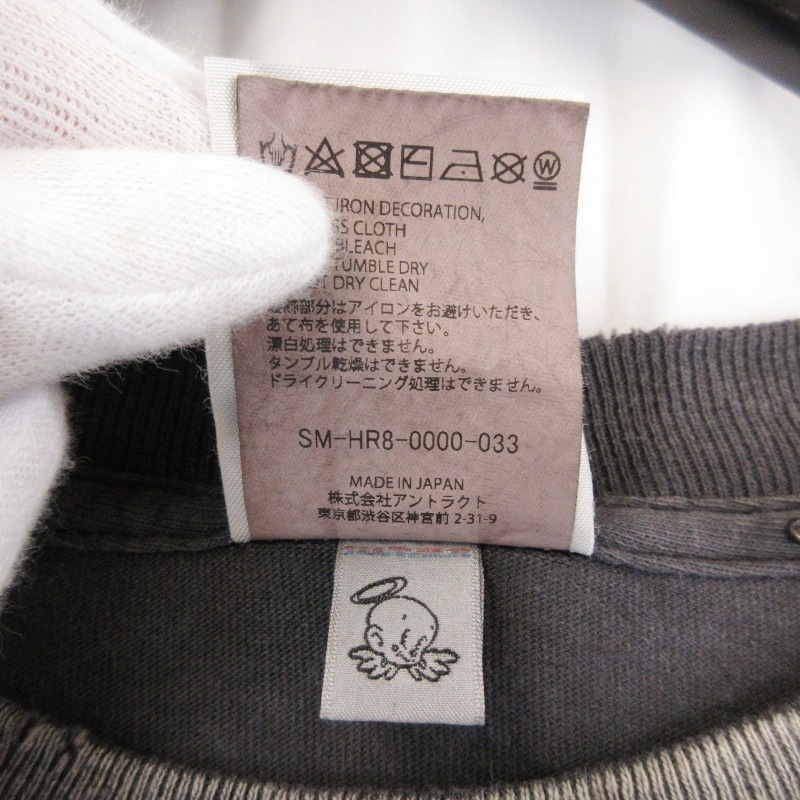 W
IRON DECORATION,
CLOTH
BLEACH
TUMBLE DRY
DRY CLEAN
装飾部分はアイロンをお避けいただき、
あて布を使用して下さい。
漂白処理はできません。
タンブル乾燥はできません。
ドライクリーニング処理はできません。
SM-HR8-0000-033
MADE IN JAPAN
株式会社アントラクト
東京都渋谷区神宮前 2-31-9